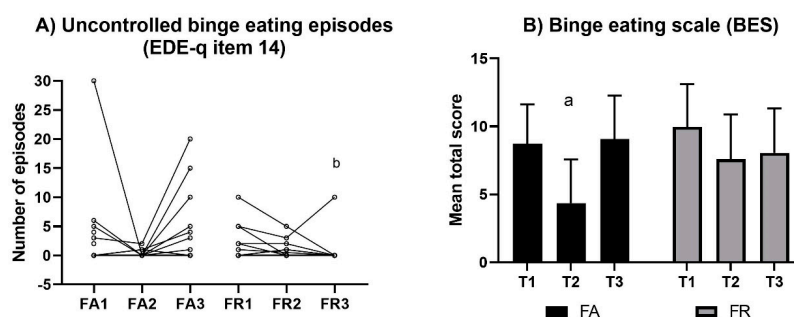 A) Uncontrolled binge eating episodes
(EDE-q item 14)
Number of episodes
30
25
20
15
10
5
0
-5
b
FA1 FA2 FA3 FR1 FR2 FR3
B) Binge eating scale (BES)
Mean total score
15
10
5
0
a
T1 T2 T3 T1 T2 T3
FA FR